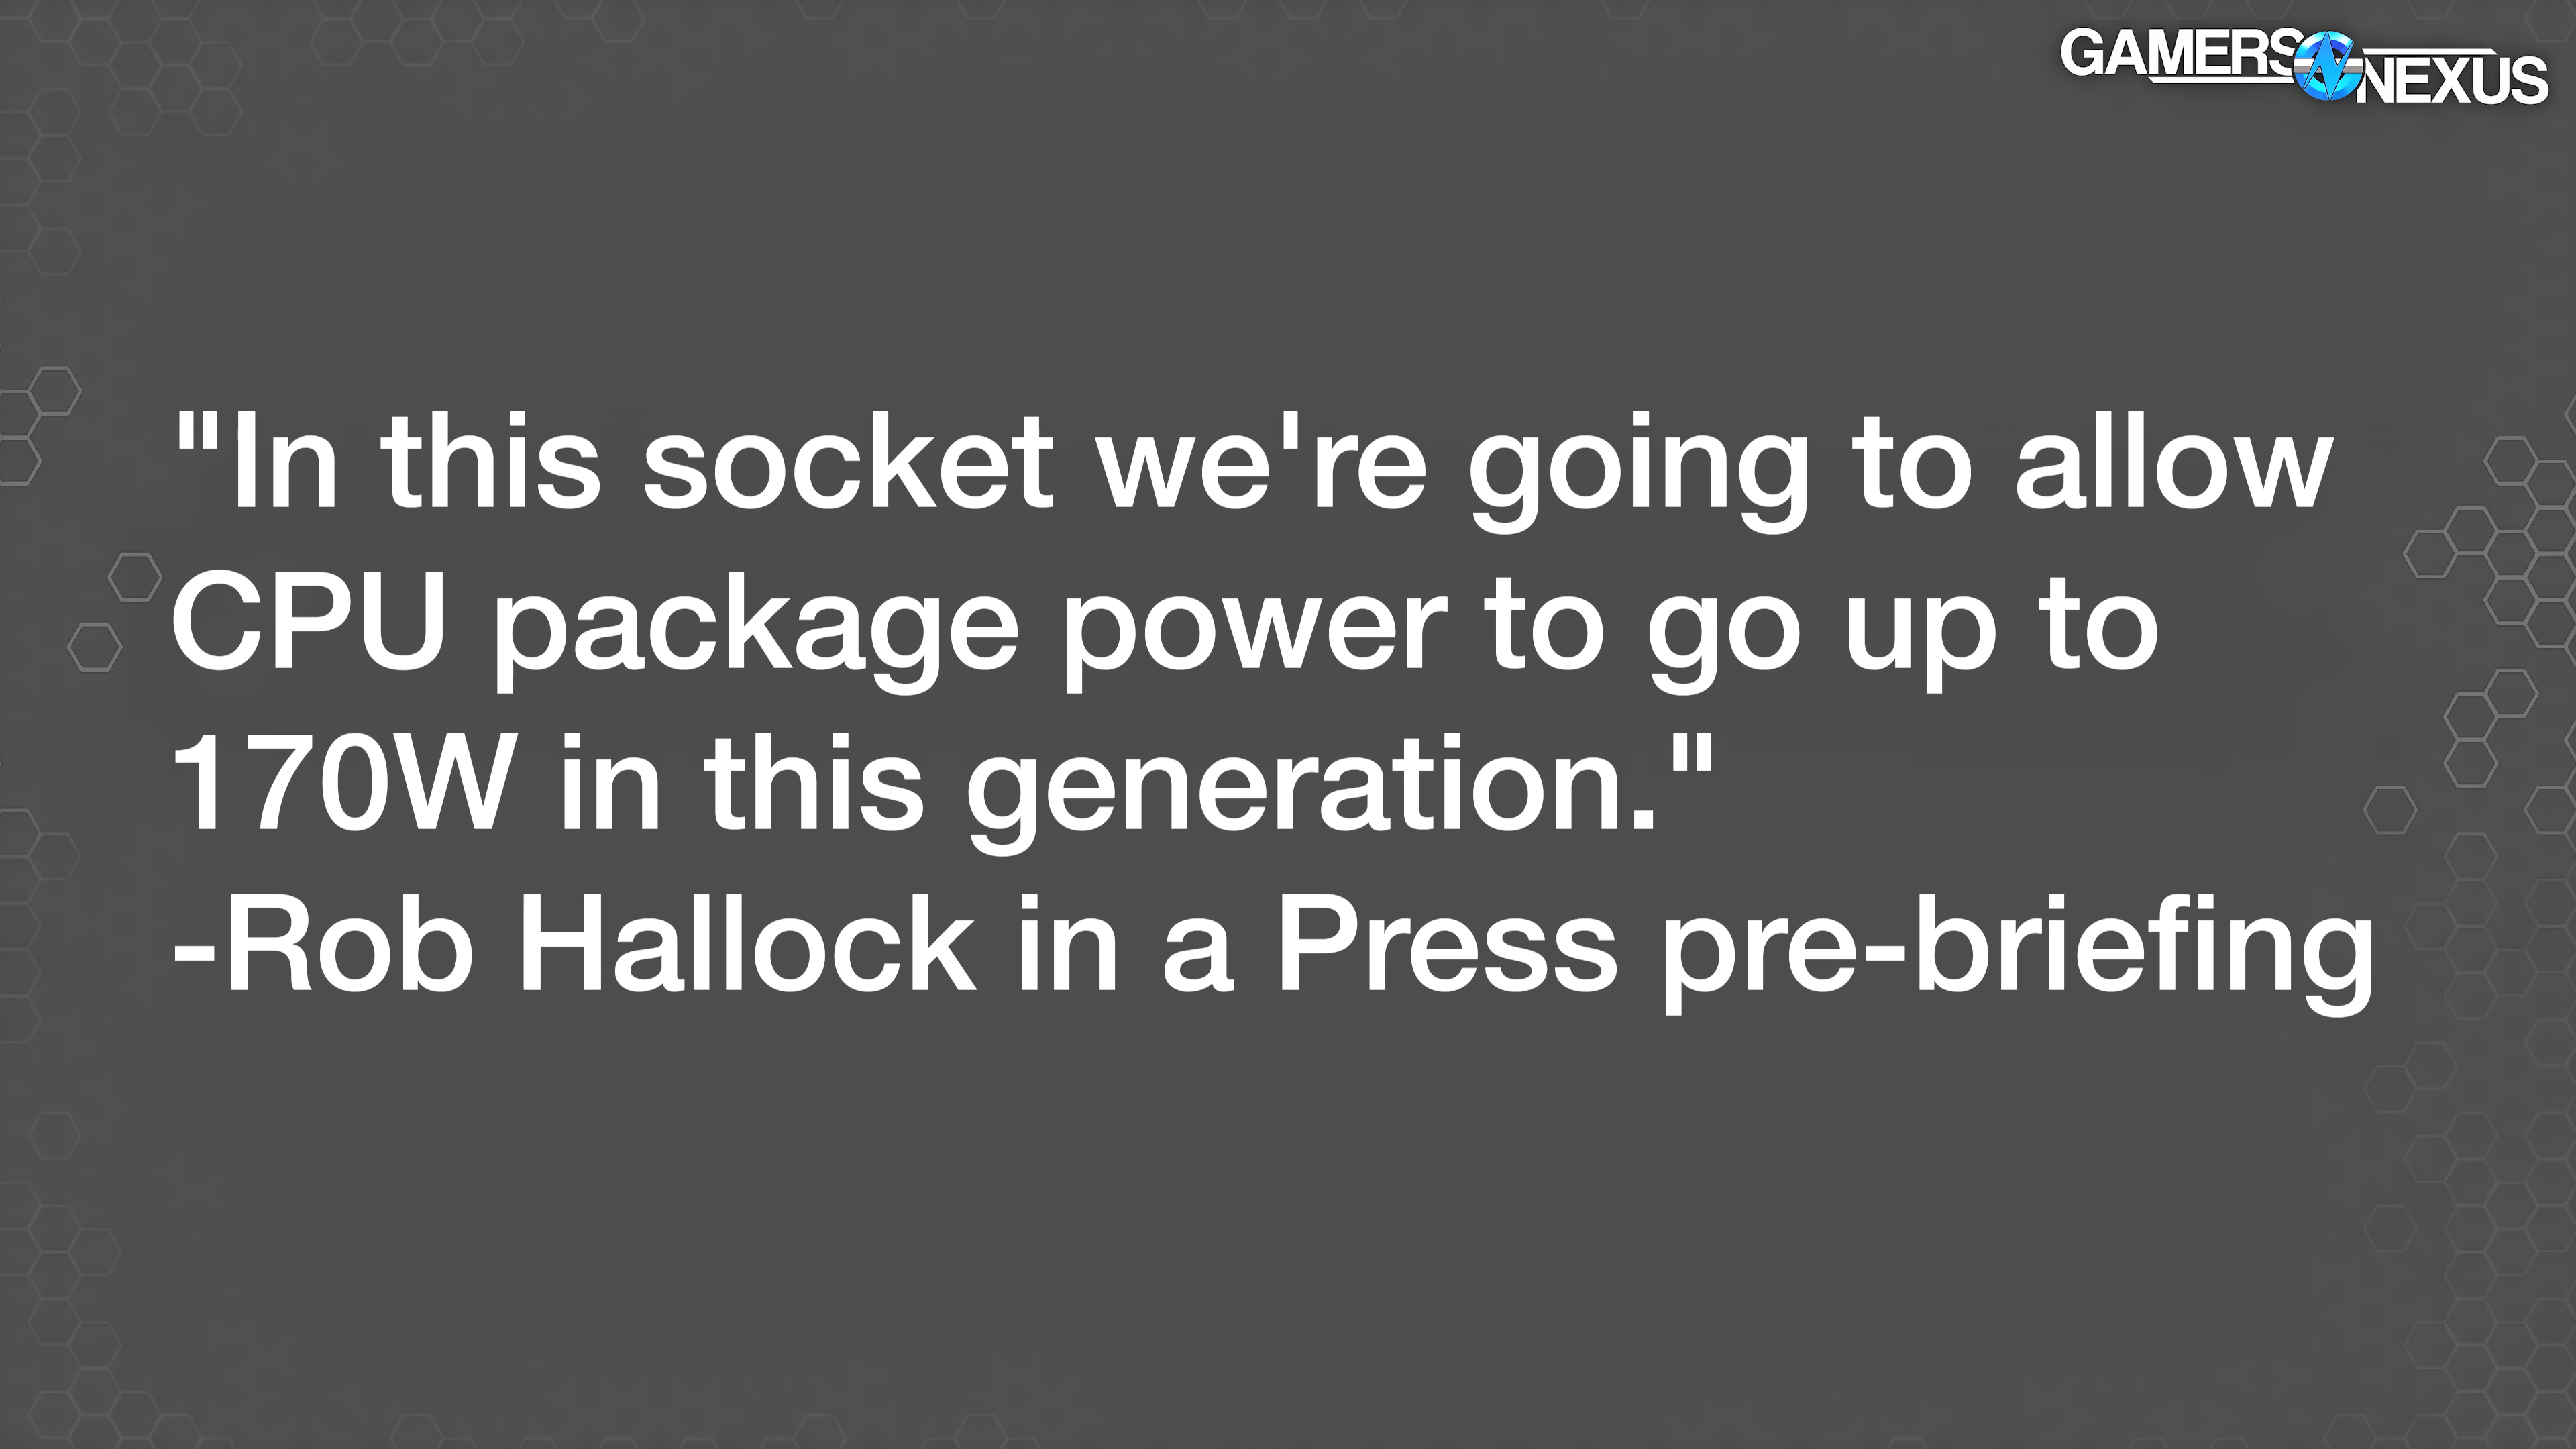 GAMERS NEXUS
"In this socket we're going to allow
CPU package power to go up to
170W in this generation."
-Rob Hallock in a Press pre-briefing